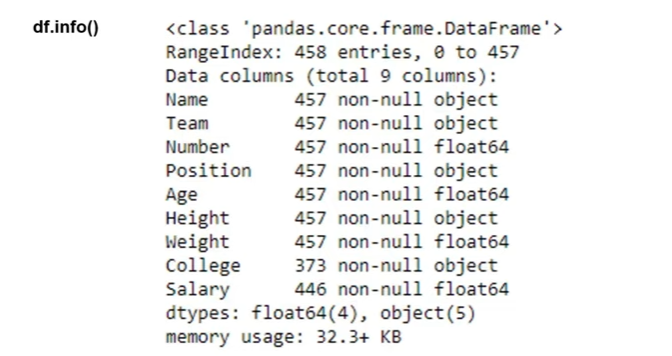 df.info()
<class 'pandas.core.frame.DataFrame'>
RangeIndex: 458 entries, 0 to 457
Data columns (total 9 columns):
Name 457 non-null object
Team 457 non-null object
Number 457 non-null float64
Position 457 non-null object
Age 457 non-null float64
Height 457 non-null object
Weight 457 non-null float64
College 373 non-null object
Salary 446 non-null float64
dtypes: float64(4), object(5)
memory usage: 32.3+ KB